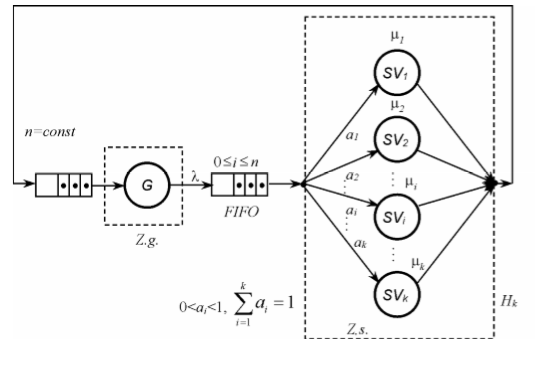 n=const
G
Z.g.
λ
0≤i≤n
FIFO
a1
a2
ai
ak
μ1
SV1
μ2
SV2
μi
SVi
μk
SVk
Hk
Z.s.
0<ai<1, k∑i=1 ai = 1